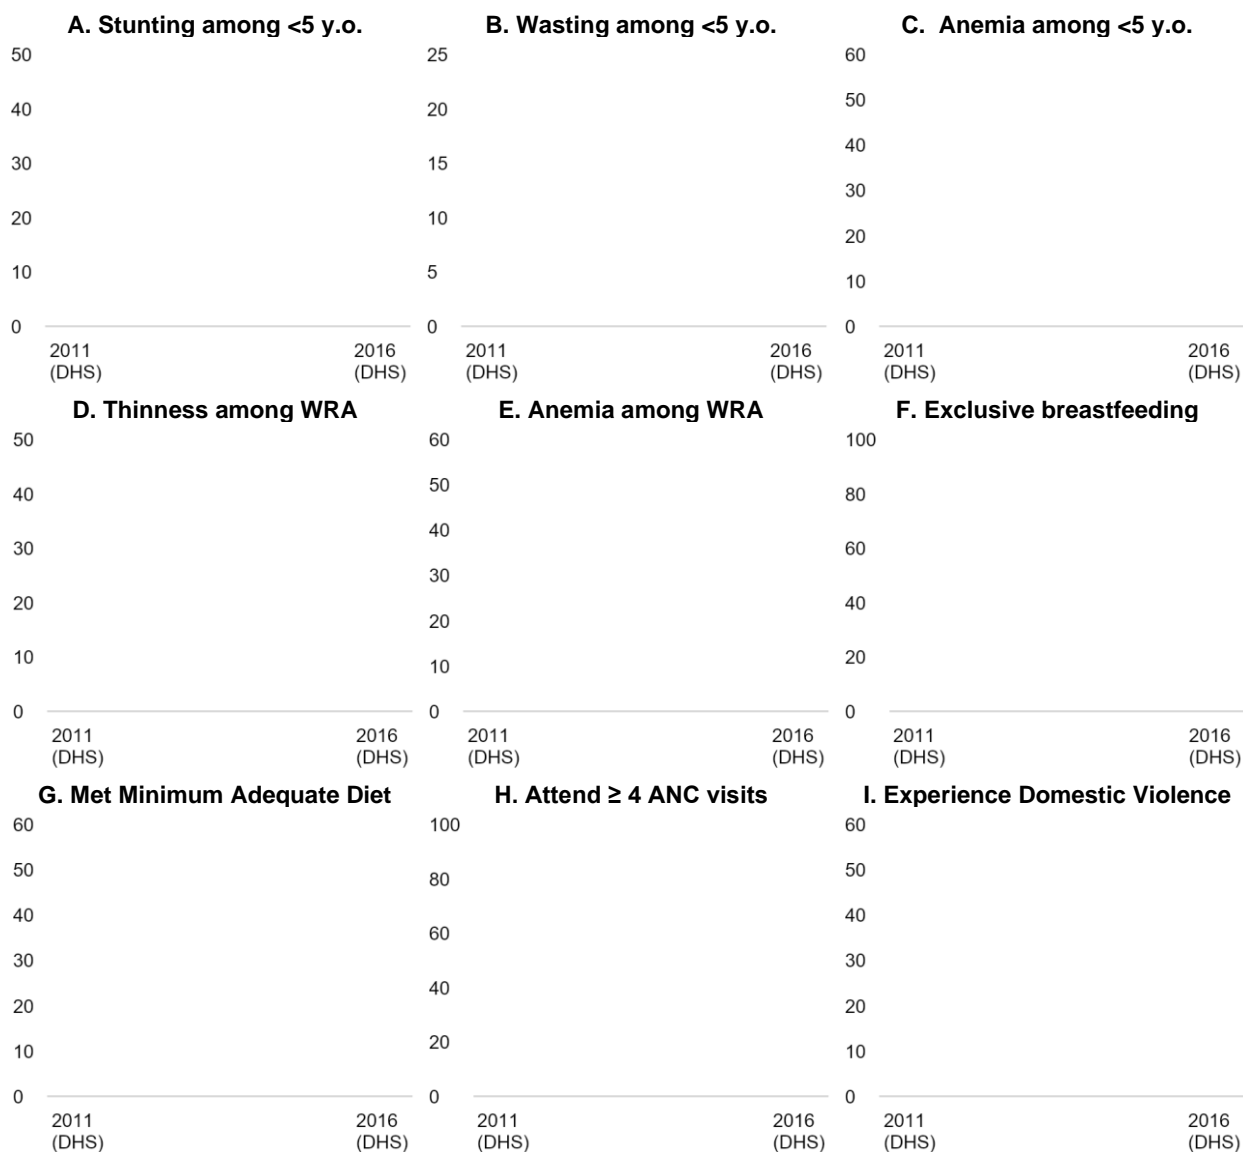 A. Stunting among <5 y.o.
50
40
30
20
10
0
2011
(DHS)
2016
(DHS)
B. Wasting among <5 y.o.
25
20
15
10
5
0
2011
(DHS)
2016
(DHS)
C. Anemia among <5 y.o.
60
50
40
30
20
10
0
2011
(DHS)
2016
(DHS)
D. Thinness among WRA
50
40
30
20
10
0
2011
(DHS)
2016
(DHS)
E. Anemia among WRA
60
50
40
30
20
10
0
2011
(DHS)
2016
(DHS)
F. Exclusive breastfeeding
100
80
60
40
20
0
2011
(DHS)
2016
(DHS)
G. Met Minimum Adequate Diet
60
50
40
30
20
10
0
2011
(DHS)
2016
(DHS)
H. Attend ≥ 4 ANC visits
100
80
60
40
20
0
2011
(DHS)
2016
(DHS)
I. Experience Domestic Violence
60
50
40
30
20
10
0
2011
(DHS)
2016
(DHS)